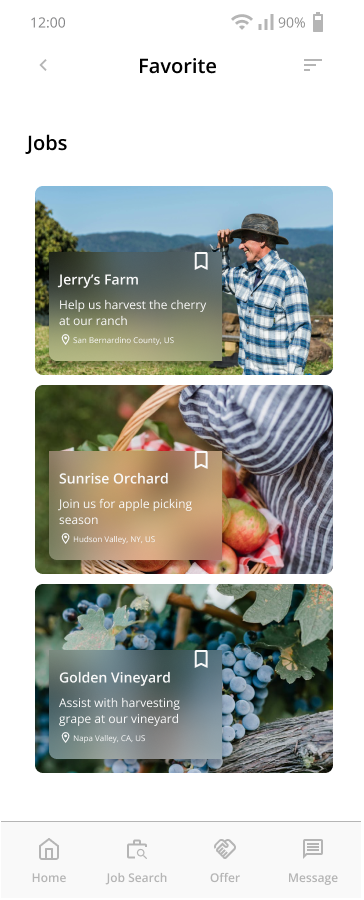 12:00
90%
Favorite
Jobs
Jerry’s Farm
Help us harvest the cherry
at our ranch
San Bernardino County, US
Sunrise Orchard
Join us for apple picking
season
Hudson Valley, NY, US
Golden Vineyard
Assist with harvesting
grape at our vineyard
Napa Valley, CA, US
Home
Job Search
Offer
Message